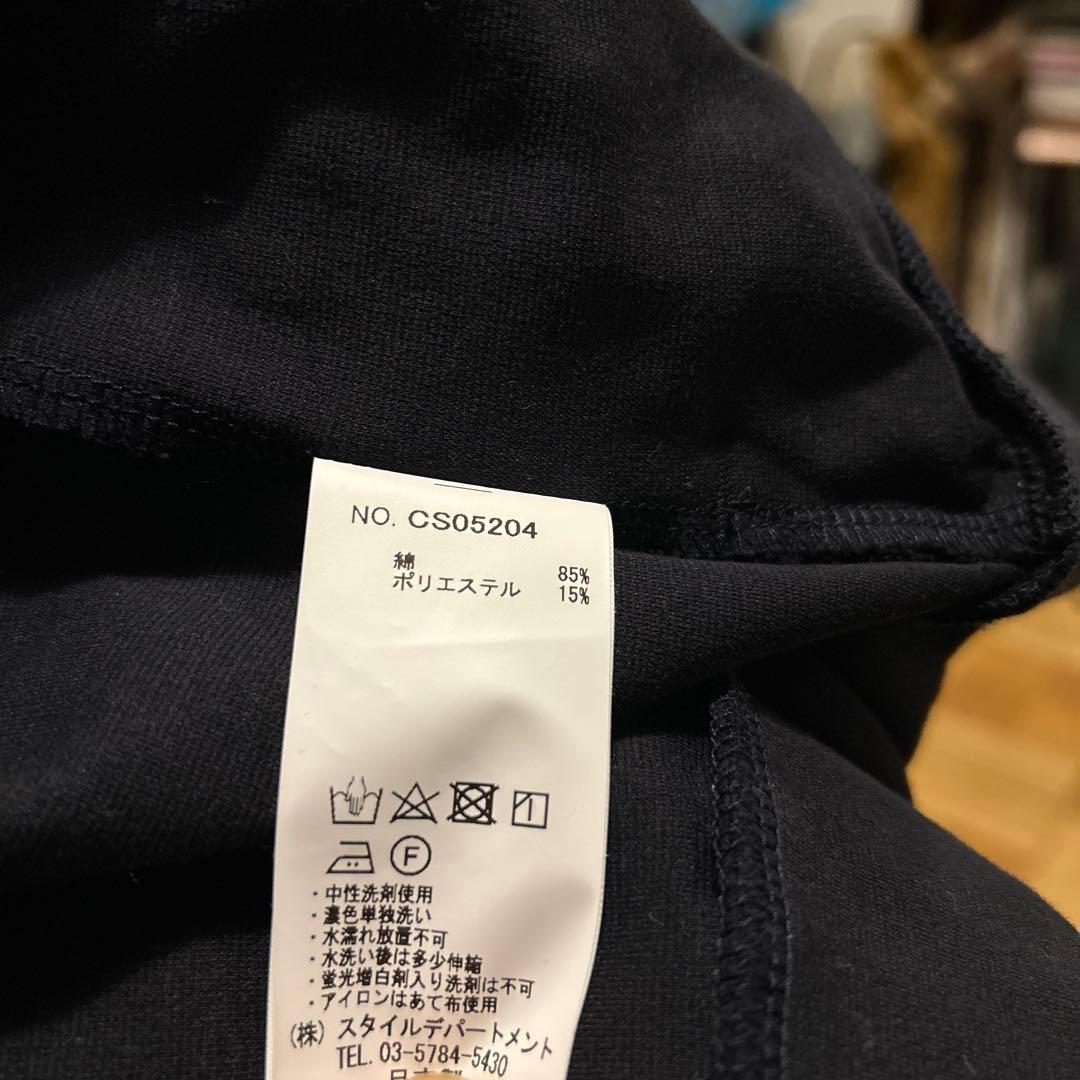 NO. CS05204
綿 85%
ポリエステル 15%
F
・中性洗剤使用
・濃色単独洗い
・水濡れ放置不可
・水洗い後は多少伸縮
・蛍光増白剤入り洗剤は不可
・アイロンはあて布使用
(株) スタイルデパートメント
TEL. 03-5784-5430